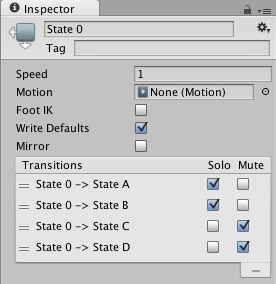 Inspector
State 0
Tag
Speed 1
Motion None (Motion)
Foot IK
Write Defaults
Mirror
Transitions Solo Mute
State 0 -> State A
State 0 -> State B
State 0 -> State C
State 0 -> State D